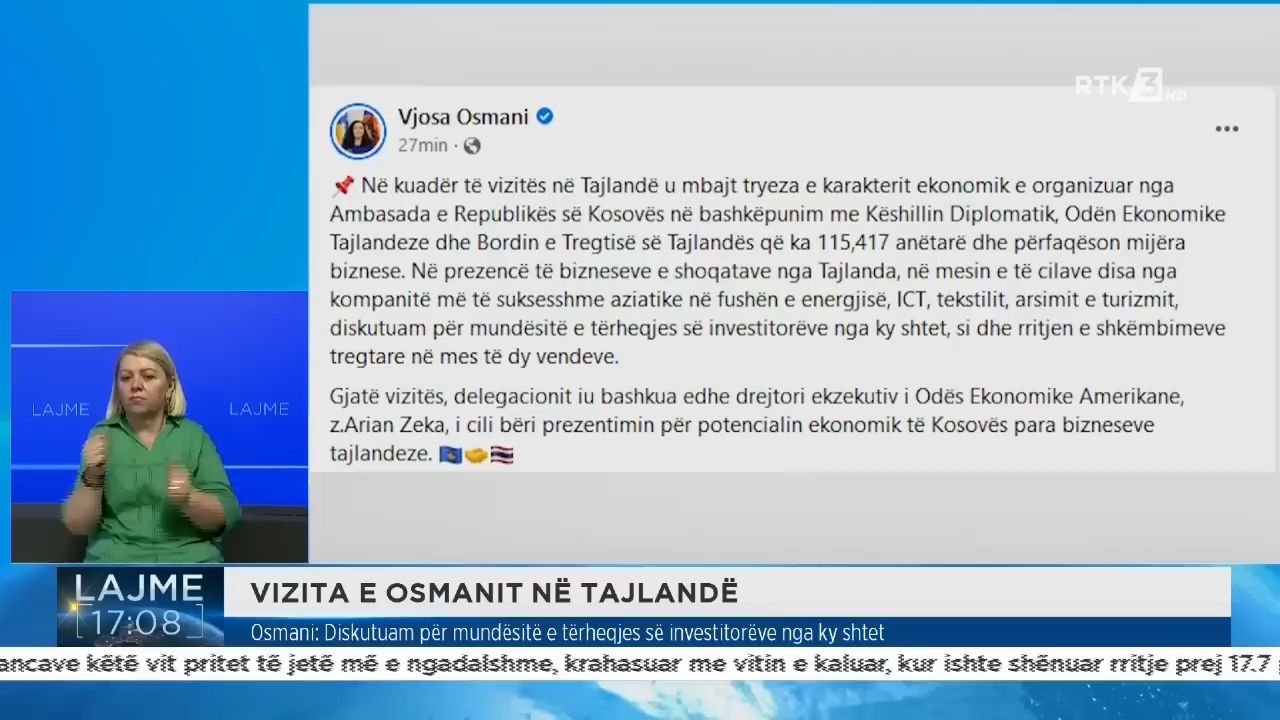 RTK 3 HD
Vjosa Osmani
27min ·
Në kuadër të vizitës në Tajlandë u mbajt tryeza e karakterit ekonomik e organizuar nga
Ambasada e Republikës së Kosovës në bashkëpunim me Këshillin Diplomatik, Odën Ekonomike
Tajlandeze dhe Bordin e Tregtisë së Tajlandës që ka 115,417 anëtarë dhe përfaqëson mijëra
biznese. Në prezencë të bizneseve e shoqatave nga Tajlanda, në mesin e të cilave disa nga
kompanitë më të suksesshme aziatike në fushën e energjisë, ICT, tekstilit, arsimit e turizmit,
diskutuam për mundësitë e tërheqjes së investitorëve nga ky shtet, si dhe rritjen e shkëmbimeve
tregtare në mes të dy vendeve.
Gjatë vizitës, delegacionit iu bashkua edhe drejtori ekzekutiv i Odës Ekonomike Amerikane,
z.Arian Zeka, i cili bëri prezentimin për potencialin ekonomik të Kosovës para bizneseve
tajlandeze.
LAJME
LAJME
LAJME
17:08
VIZITA E OSMANIT NË TAJLANDË
Osmani: Diskutuam për mundësitë e tërheqjes së investitorëve nga ky shtet
ancave këtë vit pritet të jetë më e ngadalshme, krahasuar me vitin e kaluar, kur ishte shënuar rritje prej 17.7